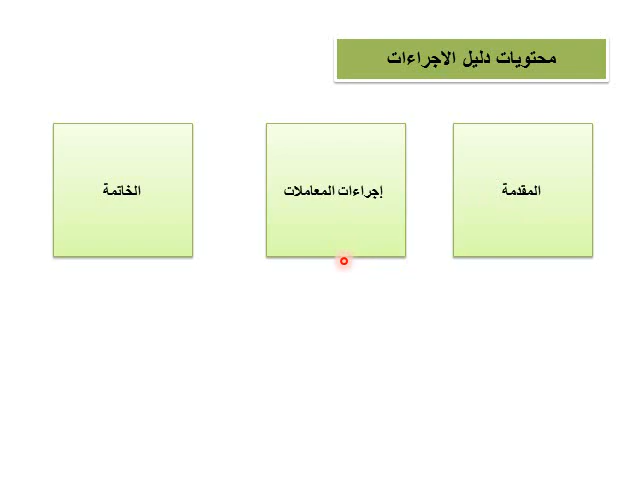 محتويات دليل الاجراءات
المقدمة
إجراءات المعاملات
الخاتمة